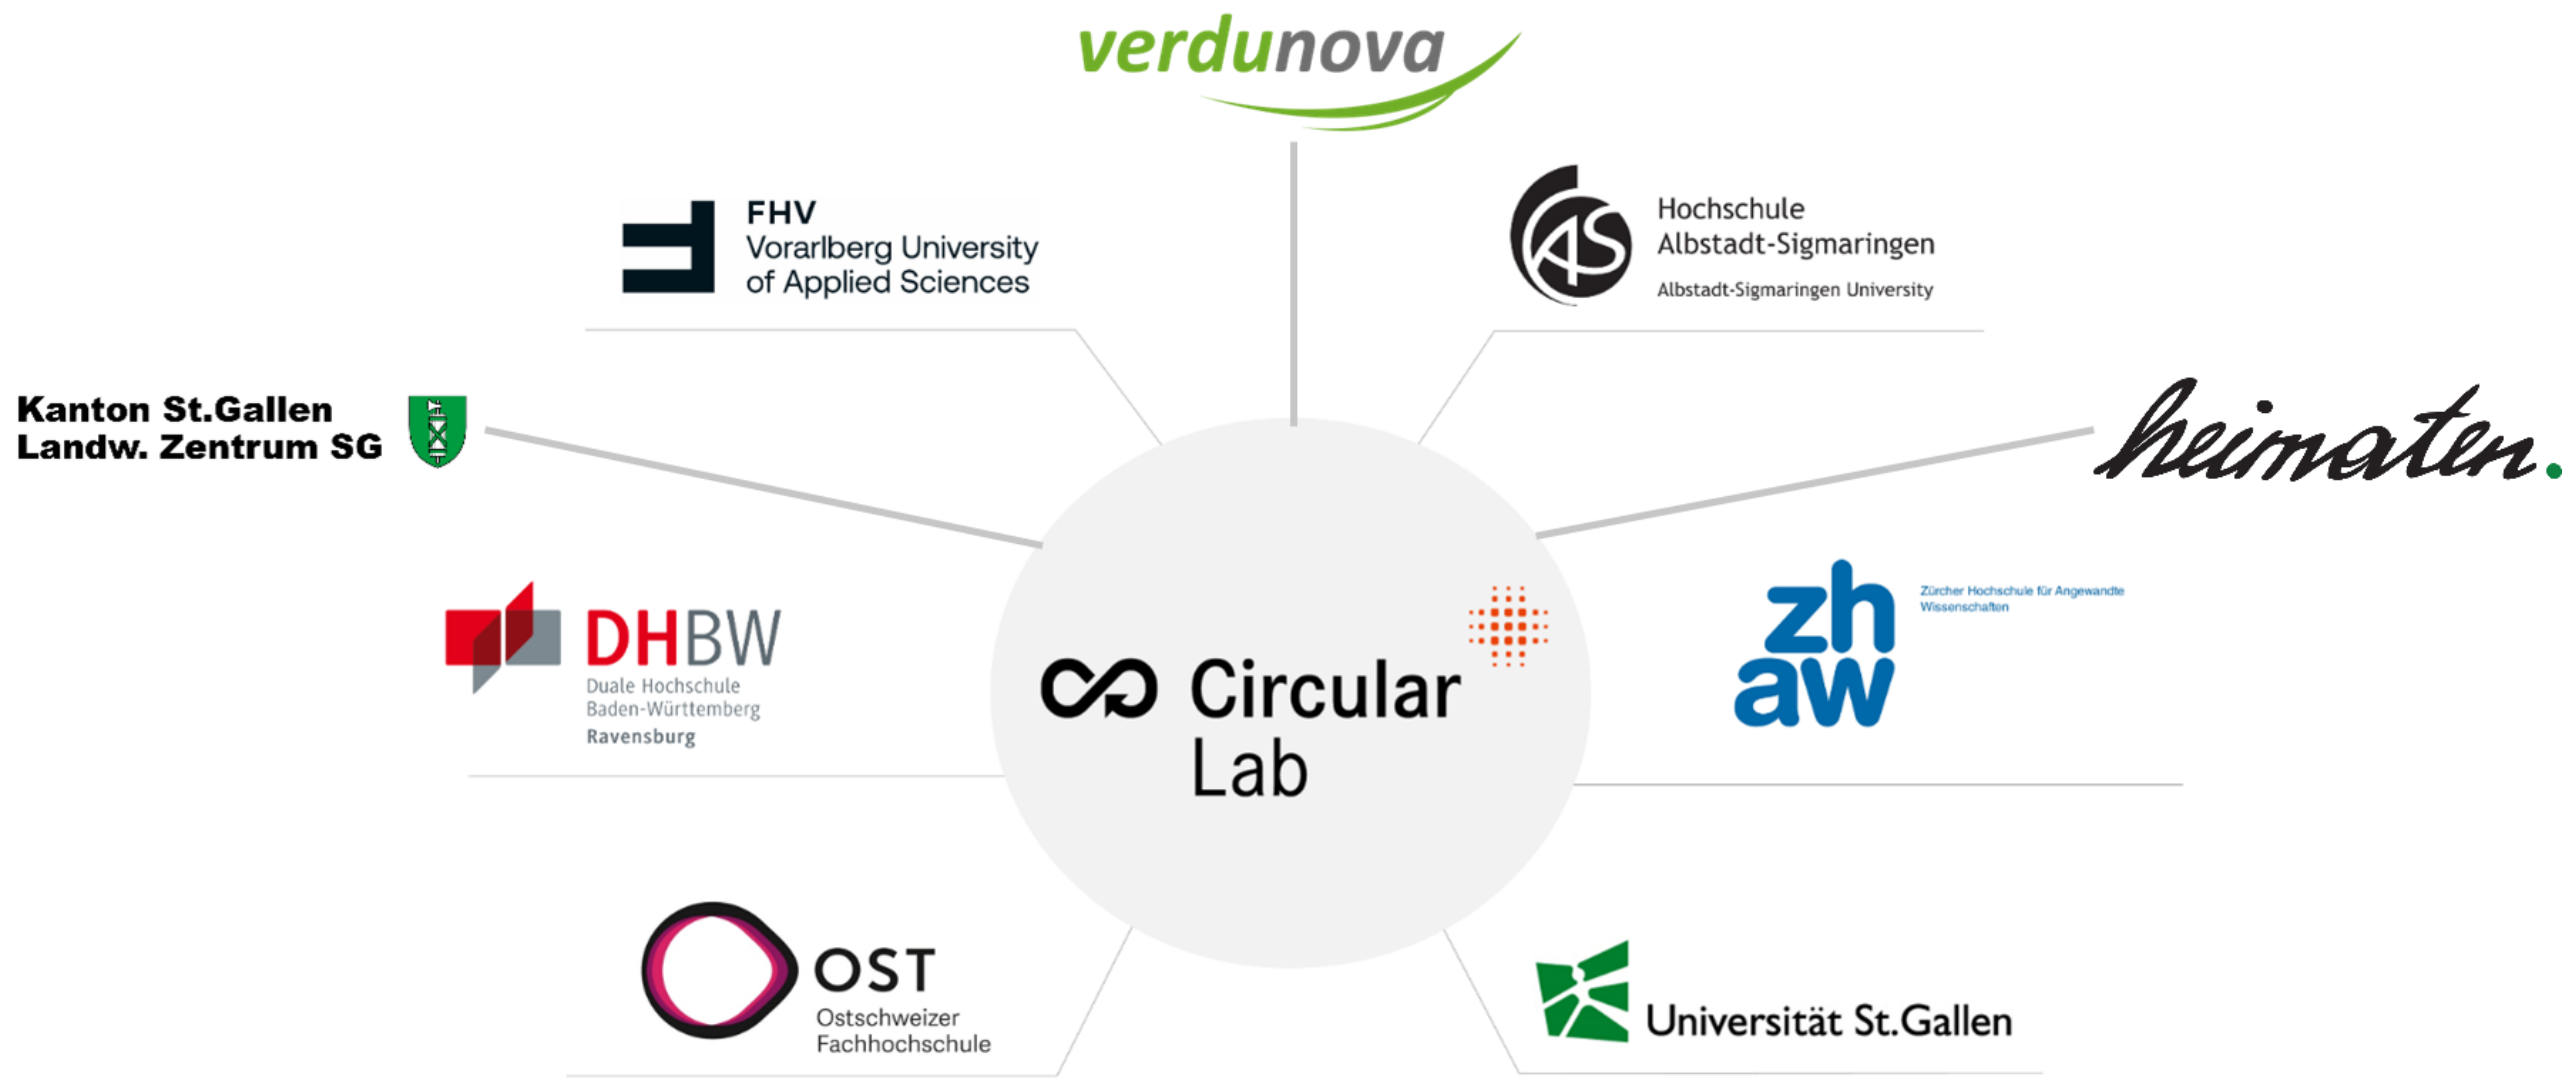 verdunova
FHV
Vorarlberg University
of Applied Sciences
Hochschule
Albstadt-Sigmaringen
Albstadt-Sigmaringen University
Kanton St.Gallen
Landw. Zentrum SG
heimaten.
DHBW
Duale Hochschule
Baden-Württemberg
Ravensburg
Circular
Lab
zh
aw
Zürcher Hochschule für Angewandte
Wissenschaften
OST
Ostschweizer
Fachhochschule
Universität St.Gallen